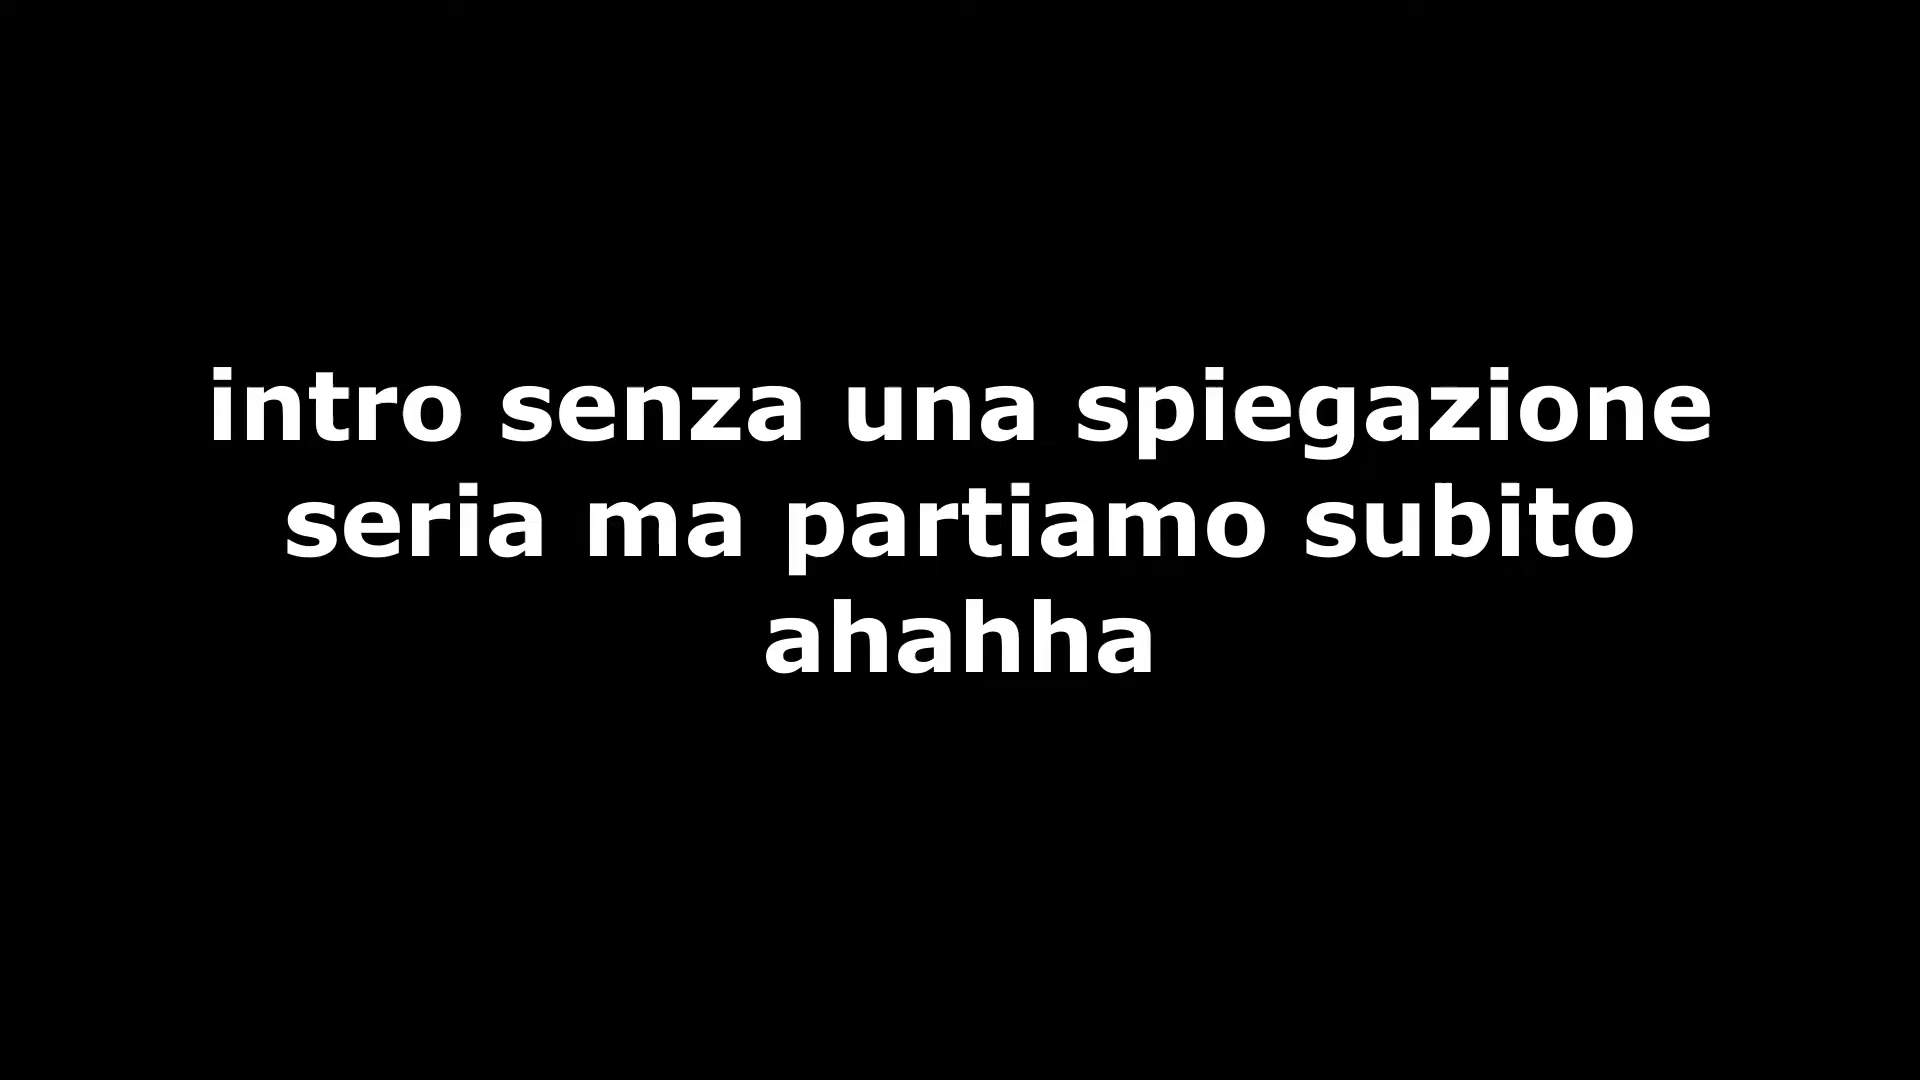 intro senza una spiegazione
seria ma partiamo subito
ahahha